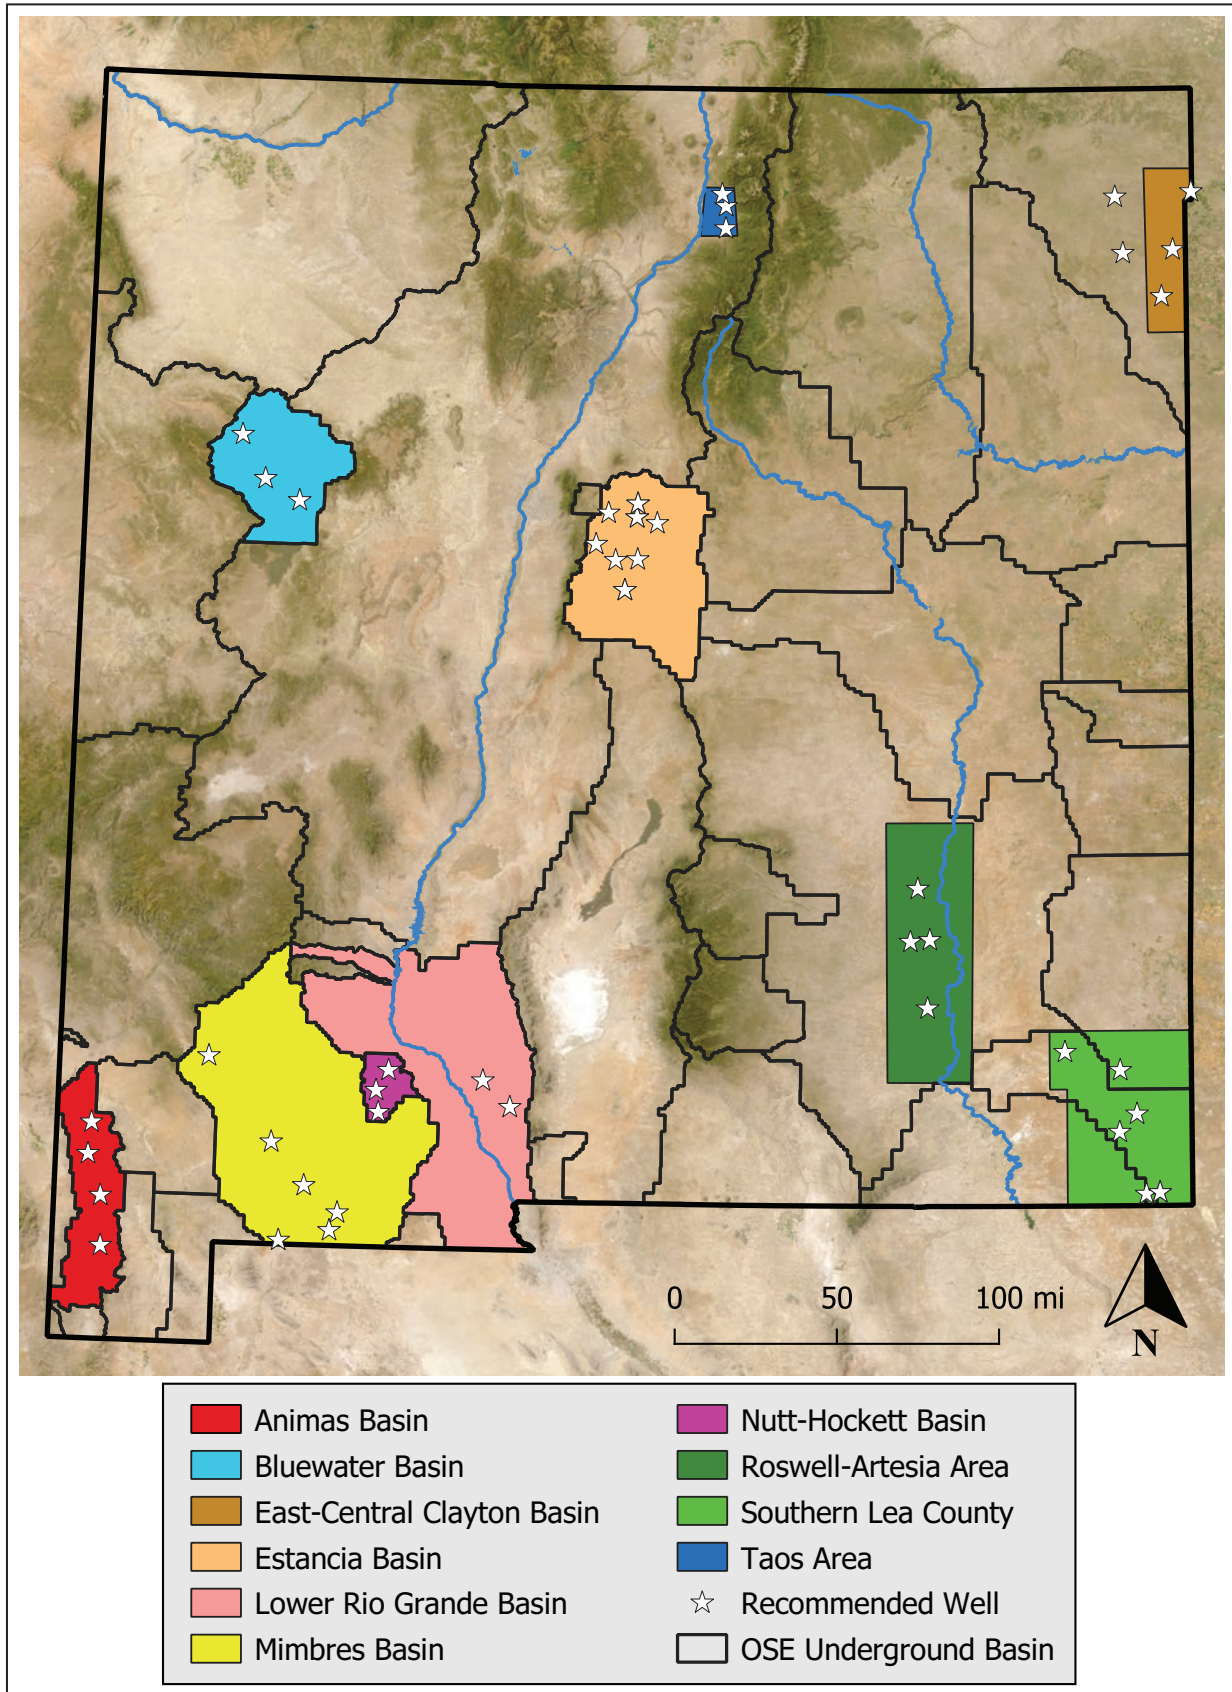 0 50 100 mi
N
Animas Basin
Bluewater Basin
East-Central Clayton Basin
Estancia Basin
Lower Rio Grande Basin
Mimbres Basin
Nutt-Hockett Basin
Roswell-Artesia Area
Southern Lea County
Taos Area
Recommended Well
OSE Underground Basin